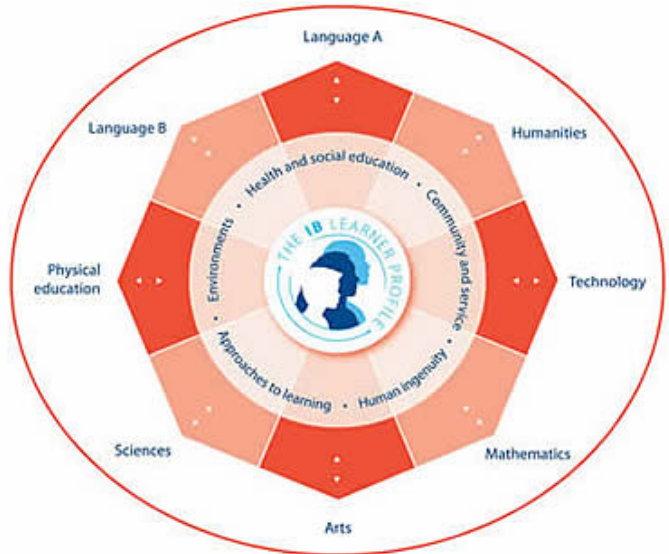 Language A
Language B
Humanities
Health and social education
•
Community and service
•
Human ingenuity
•
Approaches to learning
•
Environments
•
THE IB LEARNER PROFILE
Physical
education
Technology
Sciences
Mathematics
Arts